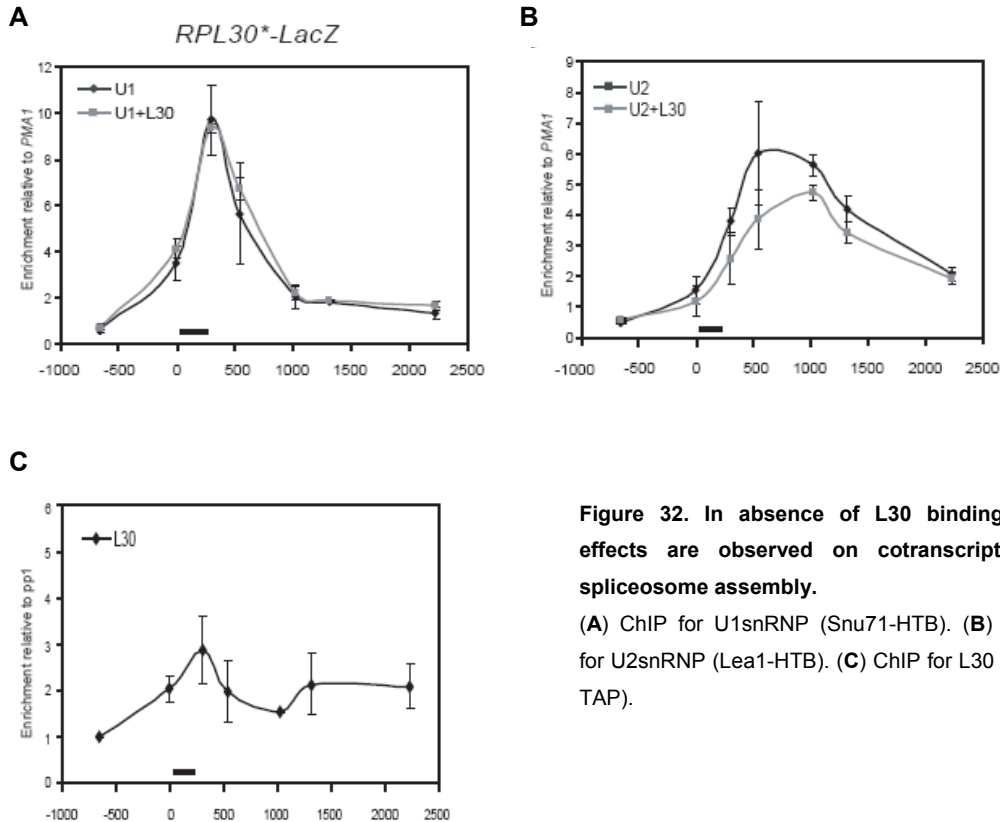 A
RPL30*-LacZ
Enrichment relative to PMA1
12
10
8
6
4
2
0
U1
U1+L30
-1000 -500 0 500 1000 1500 2000 2500
B
Enrichment relative to PMA1
9
8
7
6
5
4
3
2
1
0
U2
U2+L30
-1000 -500 0 500 1000 1500 2000 2500
C
Enrichment relative to pp1
6
5
4
3
2
1
0
L30
-1000 -500 0 500 1000 1500 2000 2500
Figure 32. In absence of L30 binding
effects are observed on cotranscript
spliceosome assembly.
(A) ChIP for U1snRNP (Snu71-HTB). (B)
for U2snRNP (Lea1-HTB). (C) ChIP for L30
TAP).